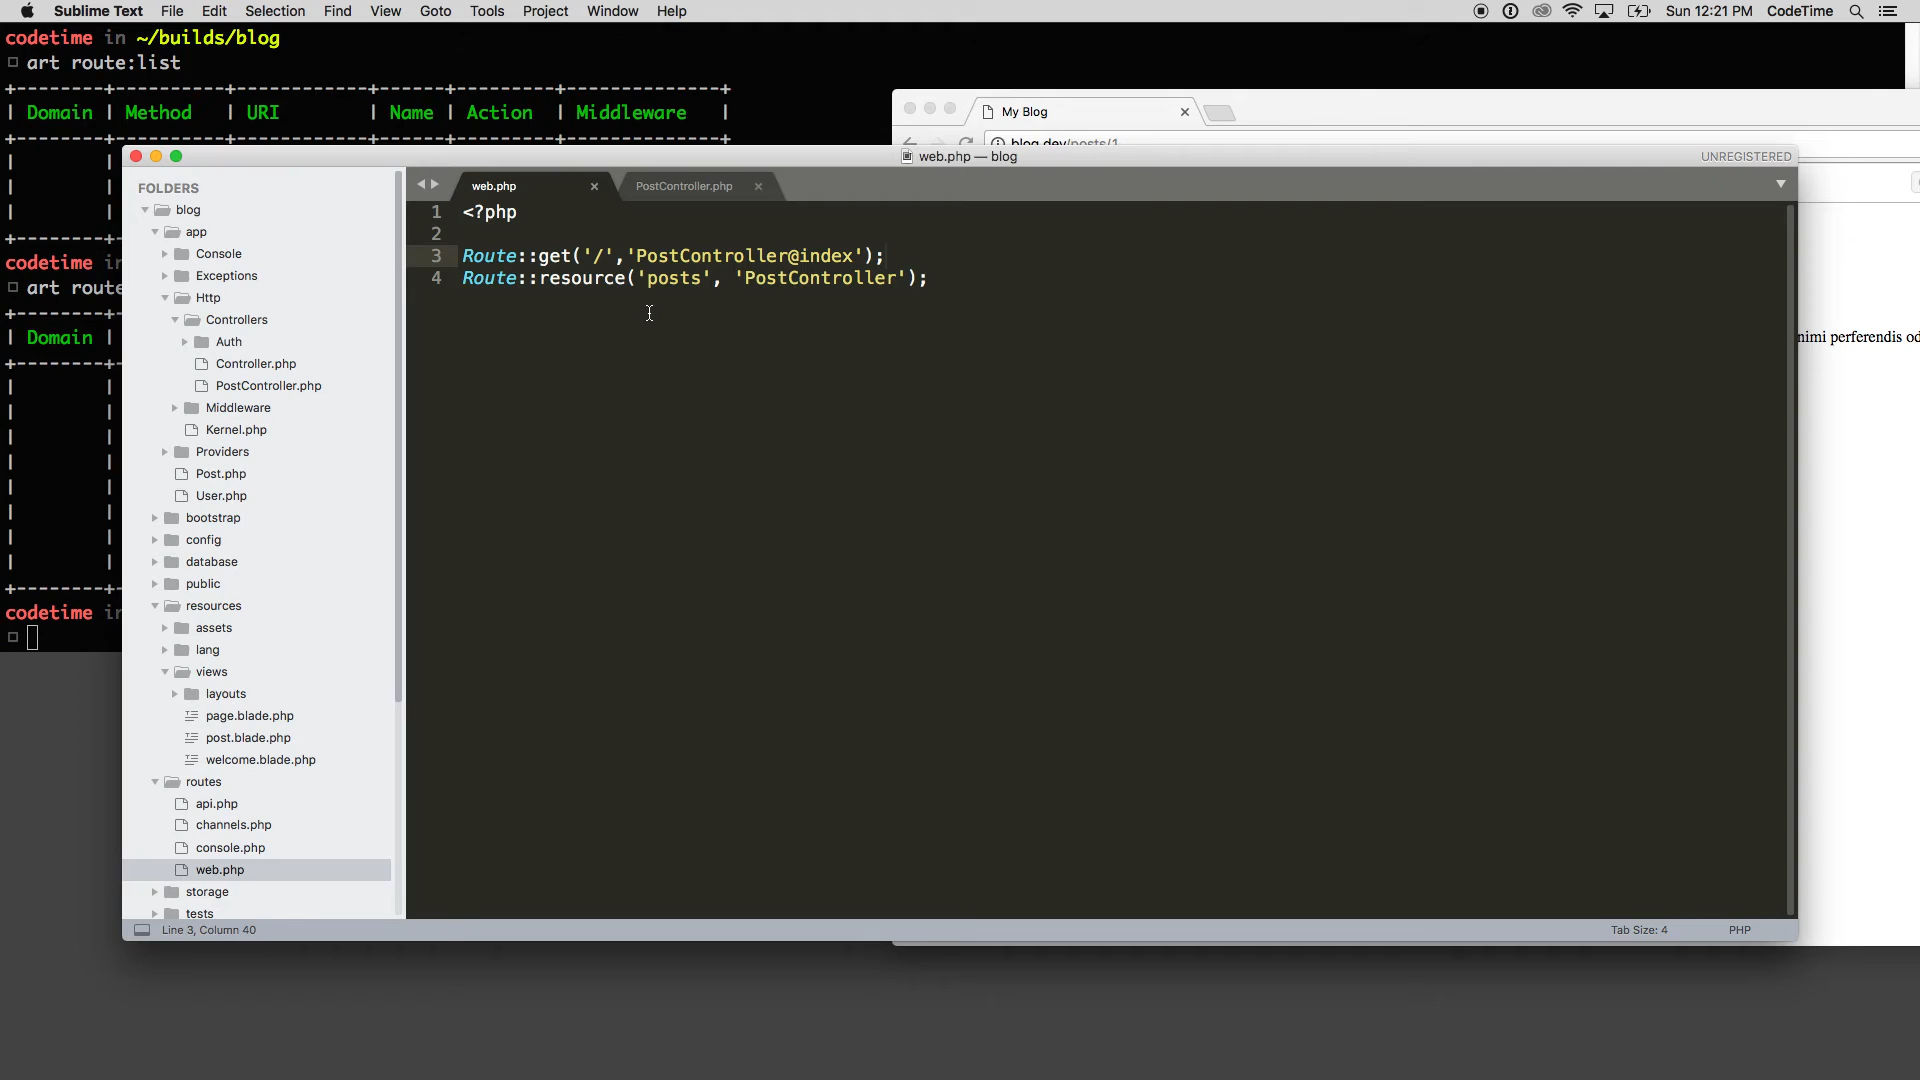 Sublime Text File Edit Selection Find View Goto Tools Project Window Help Sun 12:21 PM CodeTime
codetime in ~/builds/blog
art route:list
+--------+----------+------------+------+---------+--------------+
| Domain | Method | URI | Name | Action | Middleware |
My Blog
blog.dev/posts/1
codetime
art route
| Domain |
codetime
web.php — blog
UNREGISTERED
FOLDERS
blog
app
Console
Exceptions
Http
Controllers
Auth
Controller.php
PostController.php
Middleware
Kernel.php
Providers
Post.php
User.php
bootstrap
config
database
public
resources
assets
lang
views
layouts
page.blade.php
post.blade.php
welcome.blade.php
routes
api.php
channels.php
console.php
web.php
storage
tests
web.php
PostController.php
1 <?php
2
3 Route::get('/','PostController@index');
4 Route::resource('posts', 'PostController');
nimi perferendis od
Line 3, Column 40
Tab Size: 4
PHP